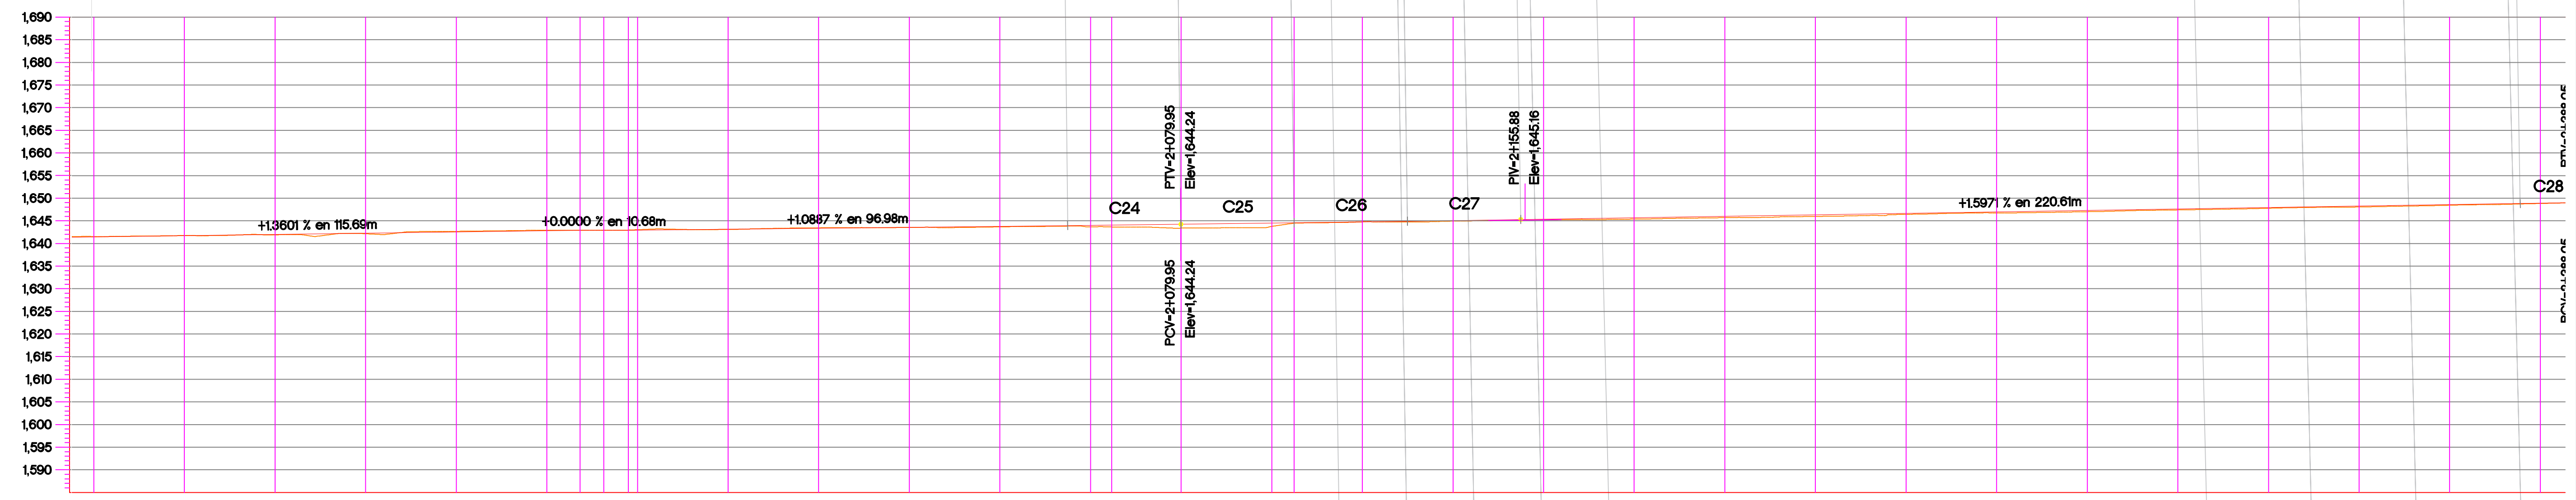 1,690
1,685
1,680
1,675
1,670
1,665
1,660
1,655
1,650
1,645
1,640
1,635
1,630
1,625
1,620
1,615
1,610
1,605
1,600
1,595
1,590
+1.3601 % en 115.69m
+0.0000 % en 10.68m
+1.0887 % en 96.98m
C24
PTV=2+079.95
Elev=1,644.24
PCV=2+079.95
Elev=1,644.24
C25
C26
C27
PIV=2+155.88
Elev=1,645.16
+1.5971 % en 220.61m
C28